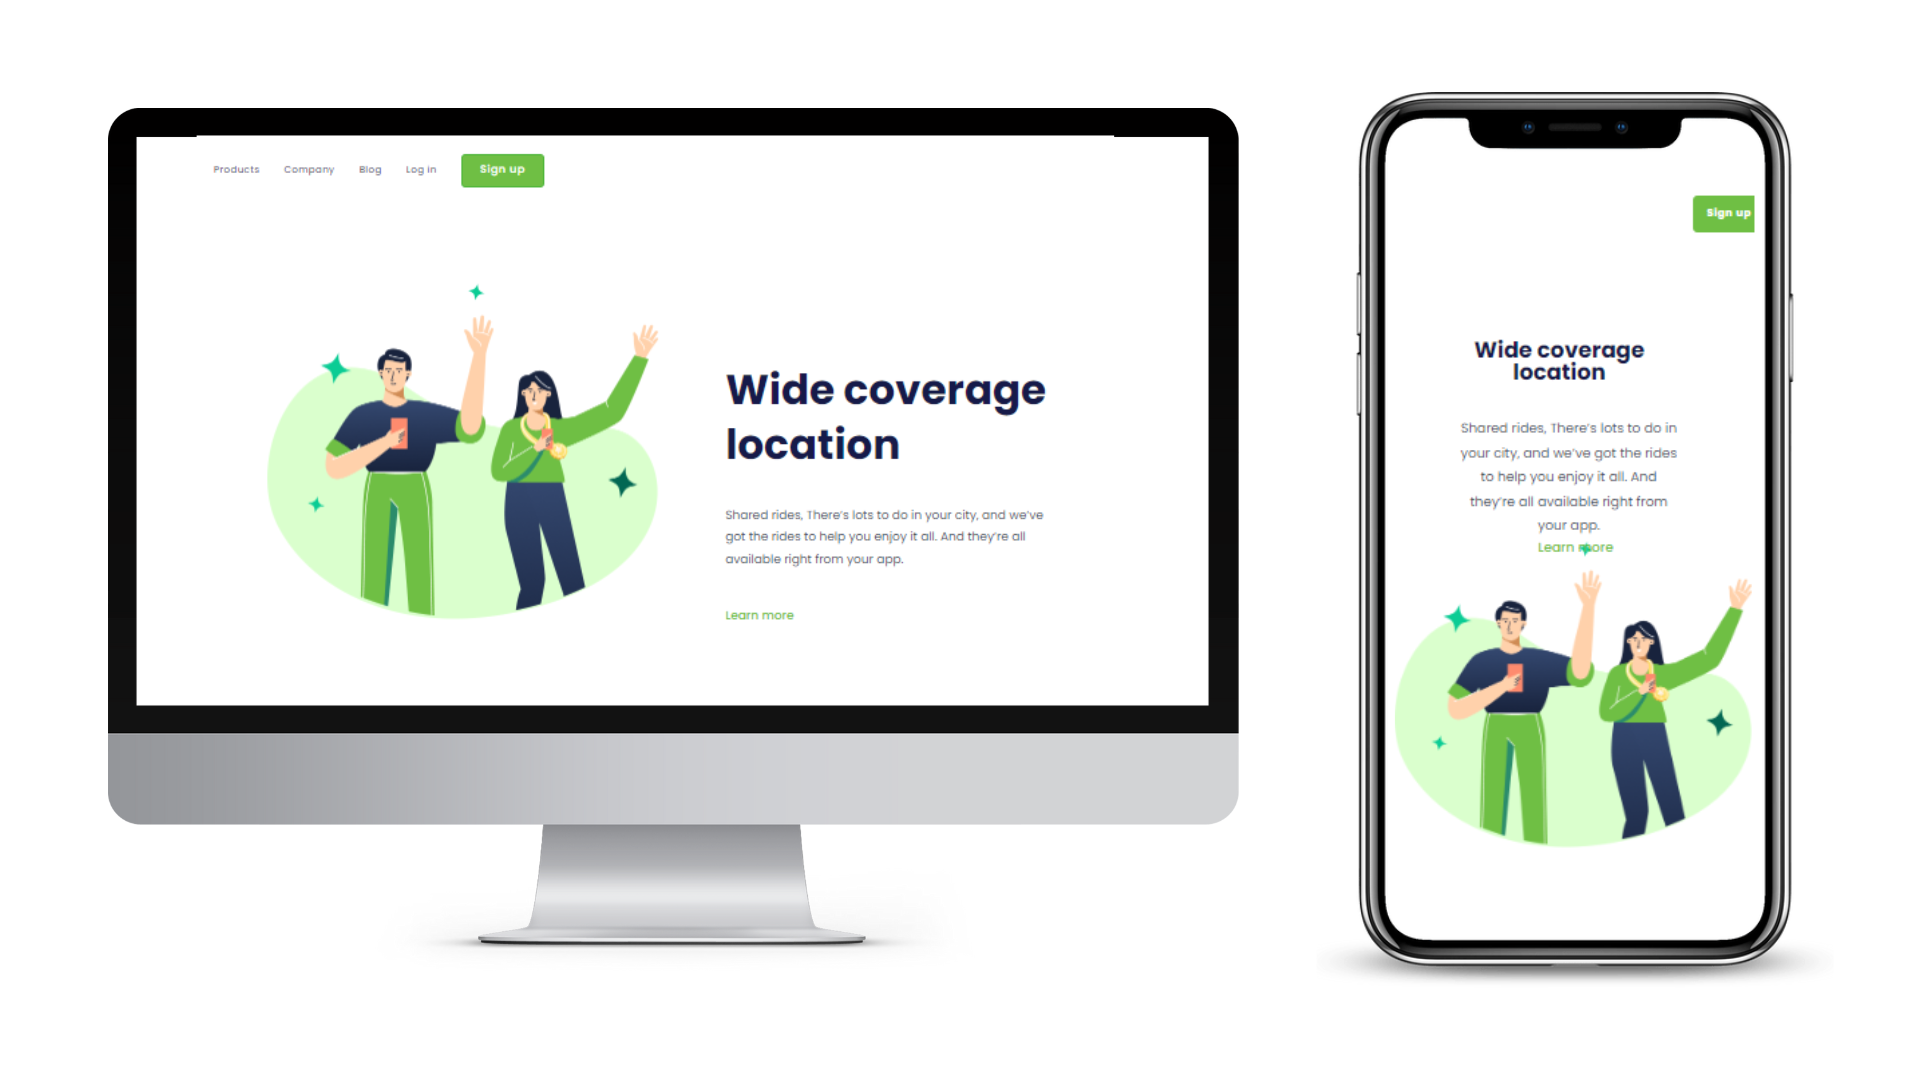 Products Company Blog Log in Sign up
Wide coverage
location
Shared rides, There's lots to do in your city, and we've
got the rides to help you enjoy it all. And they're all
available right from your app.
Learn more
Sign up
Wide coverage
location
Shared rides, There's lots to do in
your city, and we've got the rides
to help you enjoy it all. And
they're all available right from
your app.
Learn more